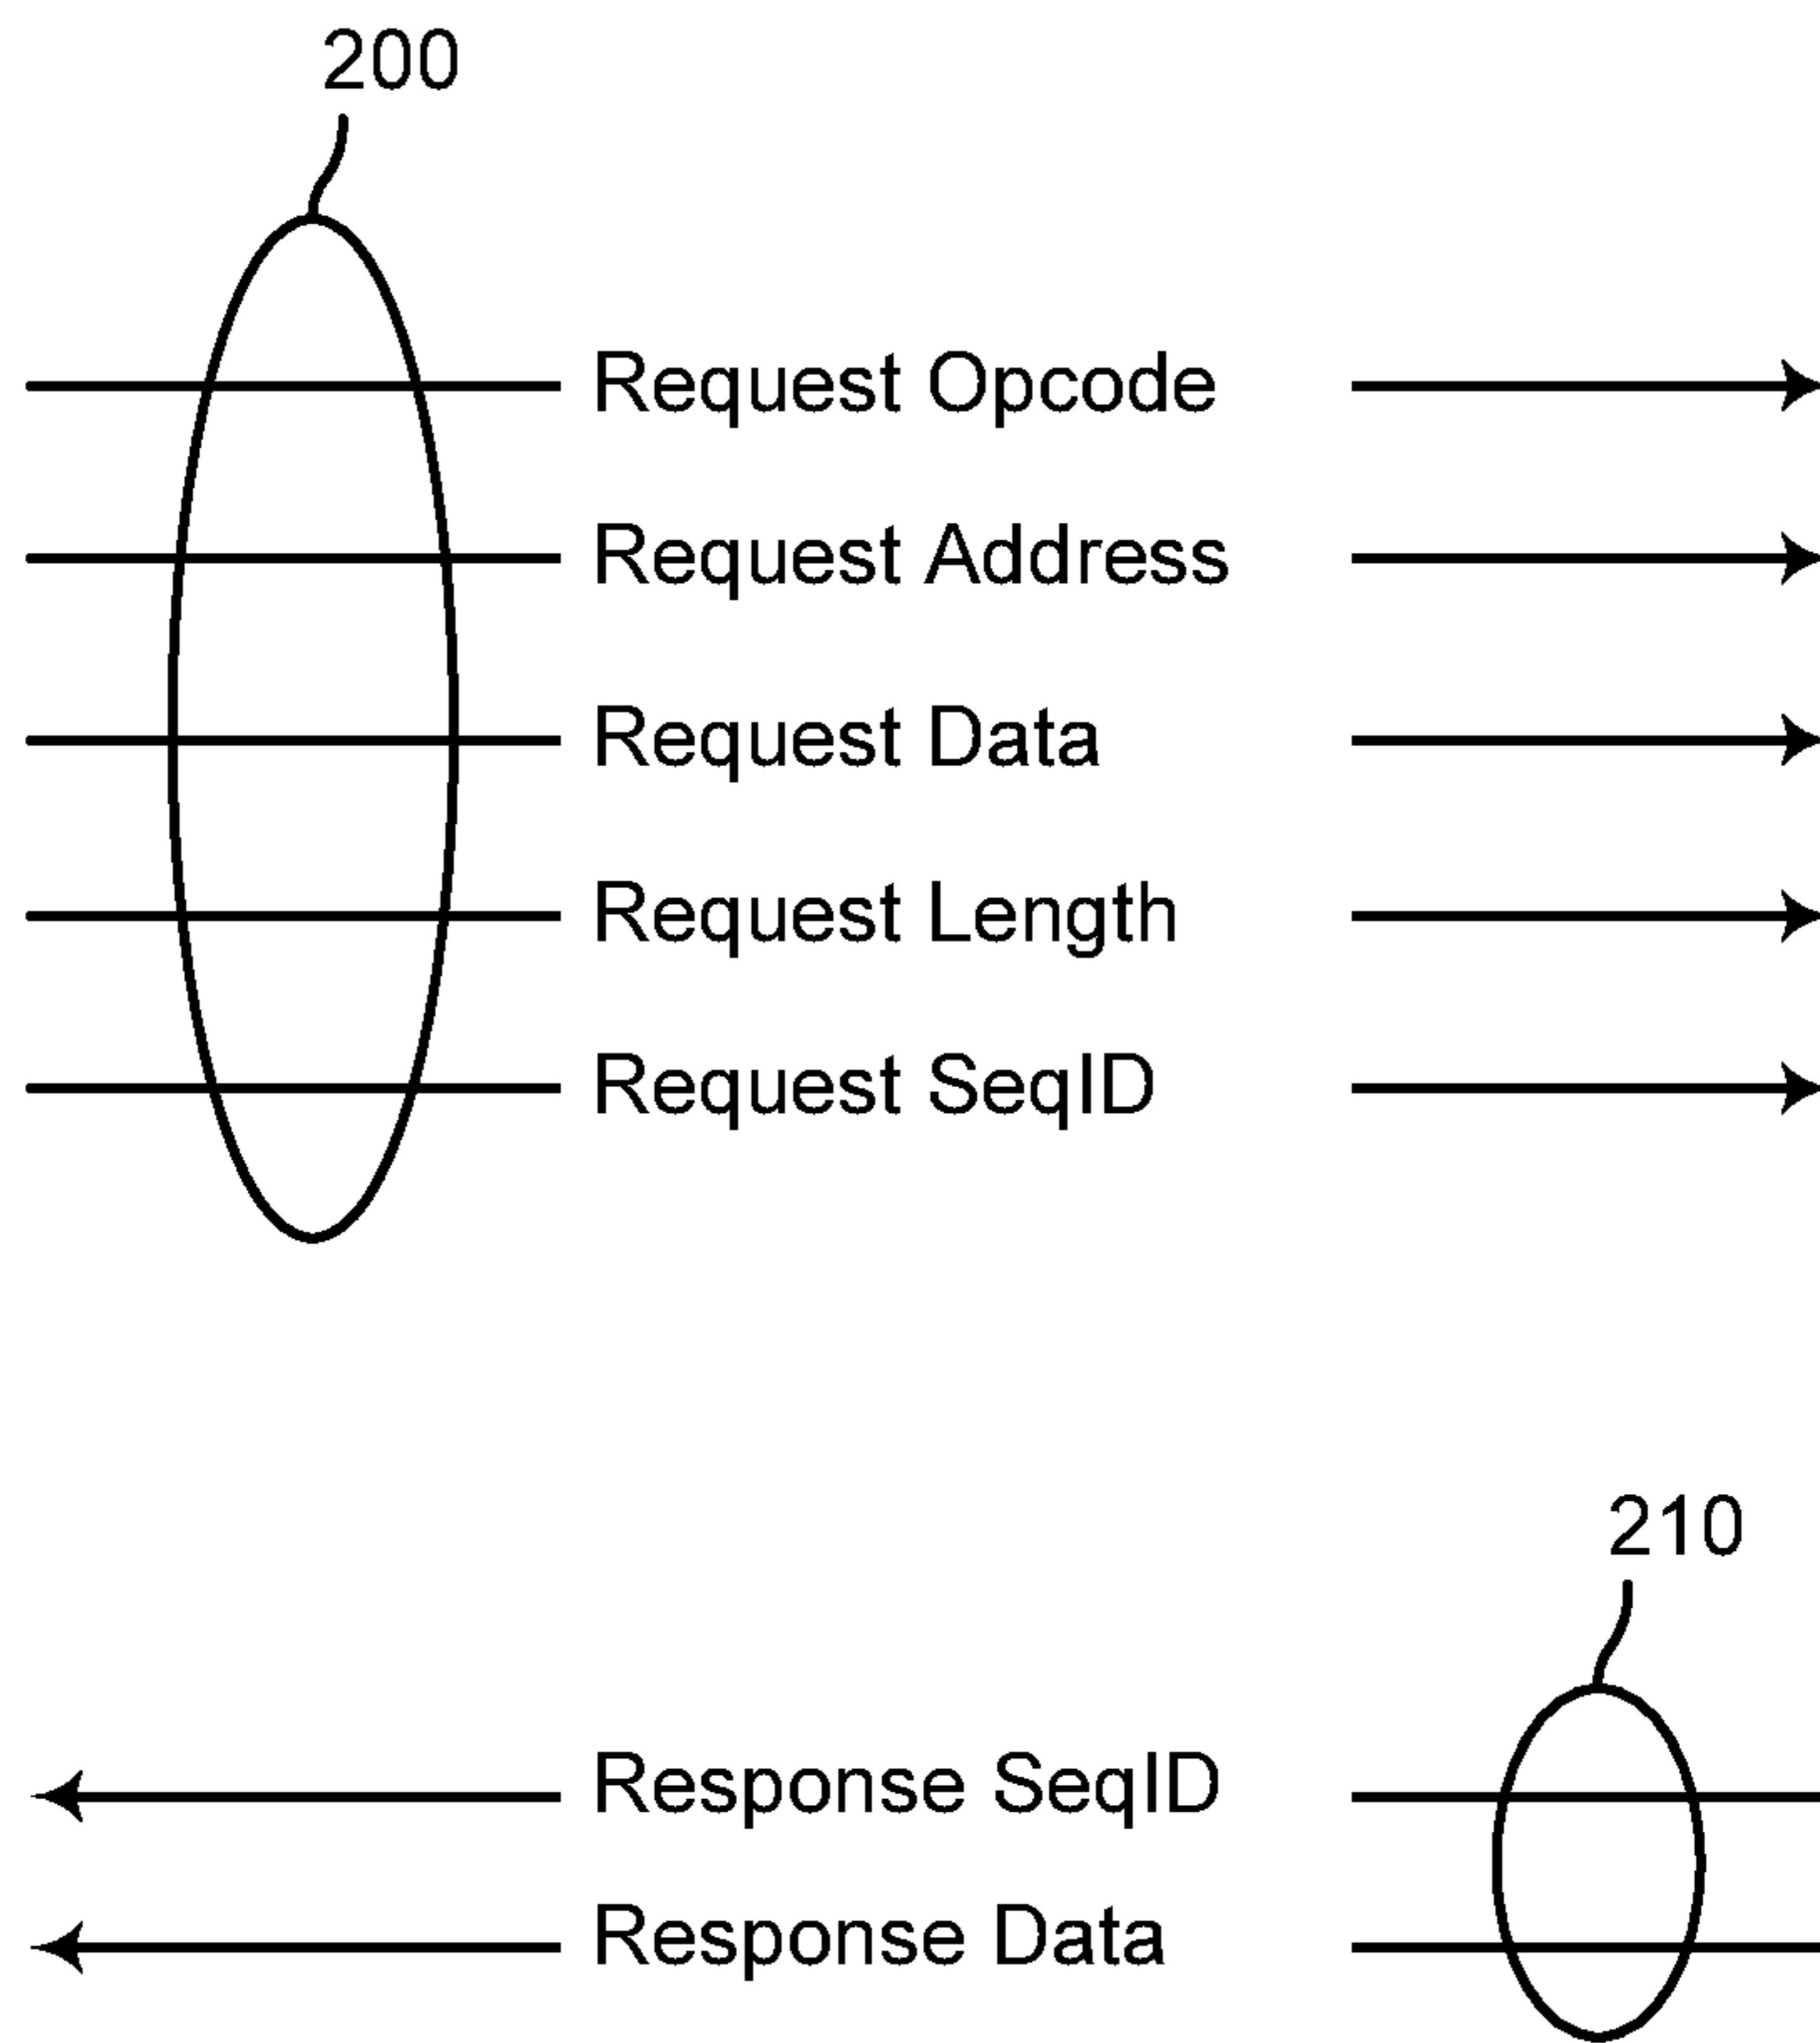 200
Request Opcode
Request Address
Request Data
Request Length
Request SeqID
210
Response SeqID
Response Data